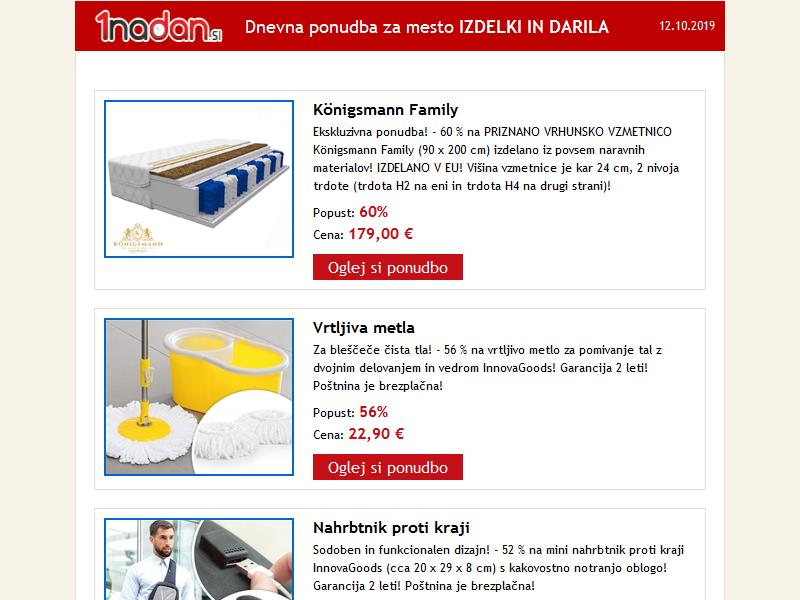 1nadan.si
Dnevna ponudba za mesto IZDELKI IN DARILA
12.10.2019
Königsmann Family
Ekskluzivna ponudba! - 60 % na PRIZNANO VRHUNSKO VZMETNICO
Königsmann Family (90 x 200 cm) izdelano iz povsem naravnih
materialov! IZDELANO V EU! Višina vzmetnice je kar 24 cm, 2 nivoja
trdote (trdota H2 na eni in trdota H4 na drugi strani)!
KÖNIGSMANN
Popust: 60%
Cena: 179,00 €
Oglej si ponudbo
Vrtljiva metla
Za bleščeče čista tla! - 56 % na vrtljivo metlo za pomivanje tal z
dvojnim delovanjem in vedrom InnovaGoods! Garancija 2 leti!
Poštnina je brezplačna!
Popust: 56%
Cena: 22,90 €
Oglej si ponudbo
Nahrbtnik proti kraji
Sodoben in funkcionalen dizajn! - 52 % na mini nahrbtnik proti kraji
InnovaGoods (cca 20 x 29 x 8 cm) s kakovostno notranjo oblogo!
Garancija 2 leti! Poštnina je brezplačna!